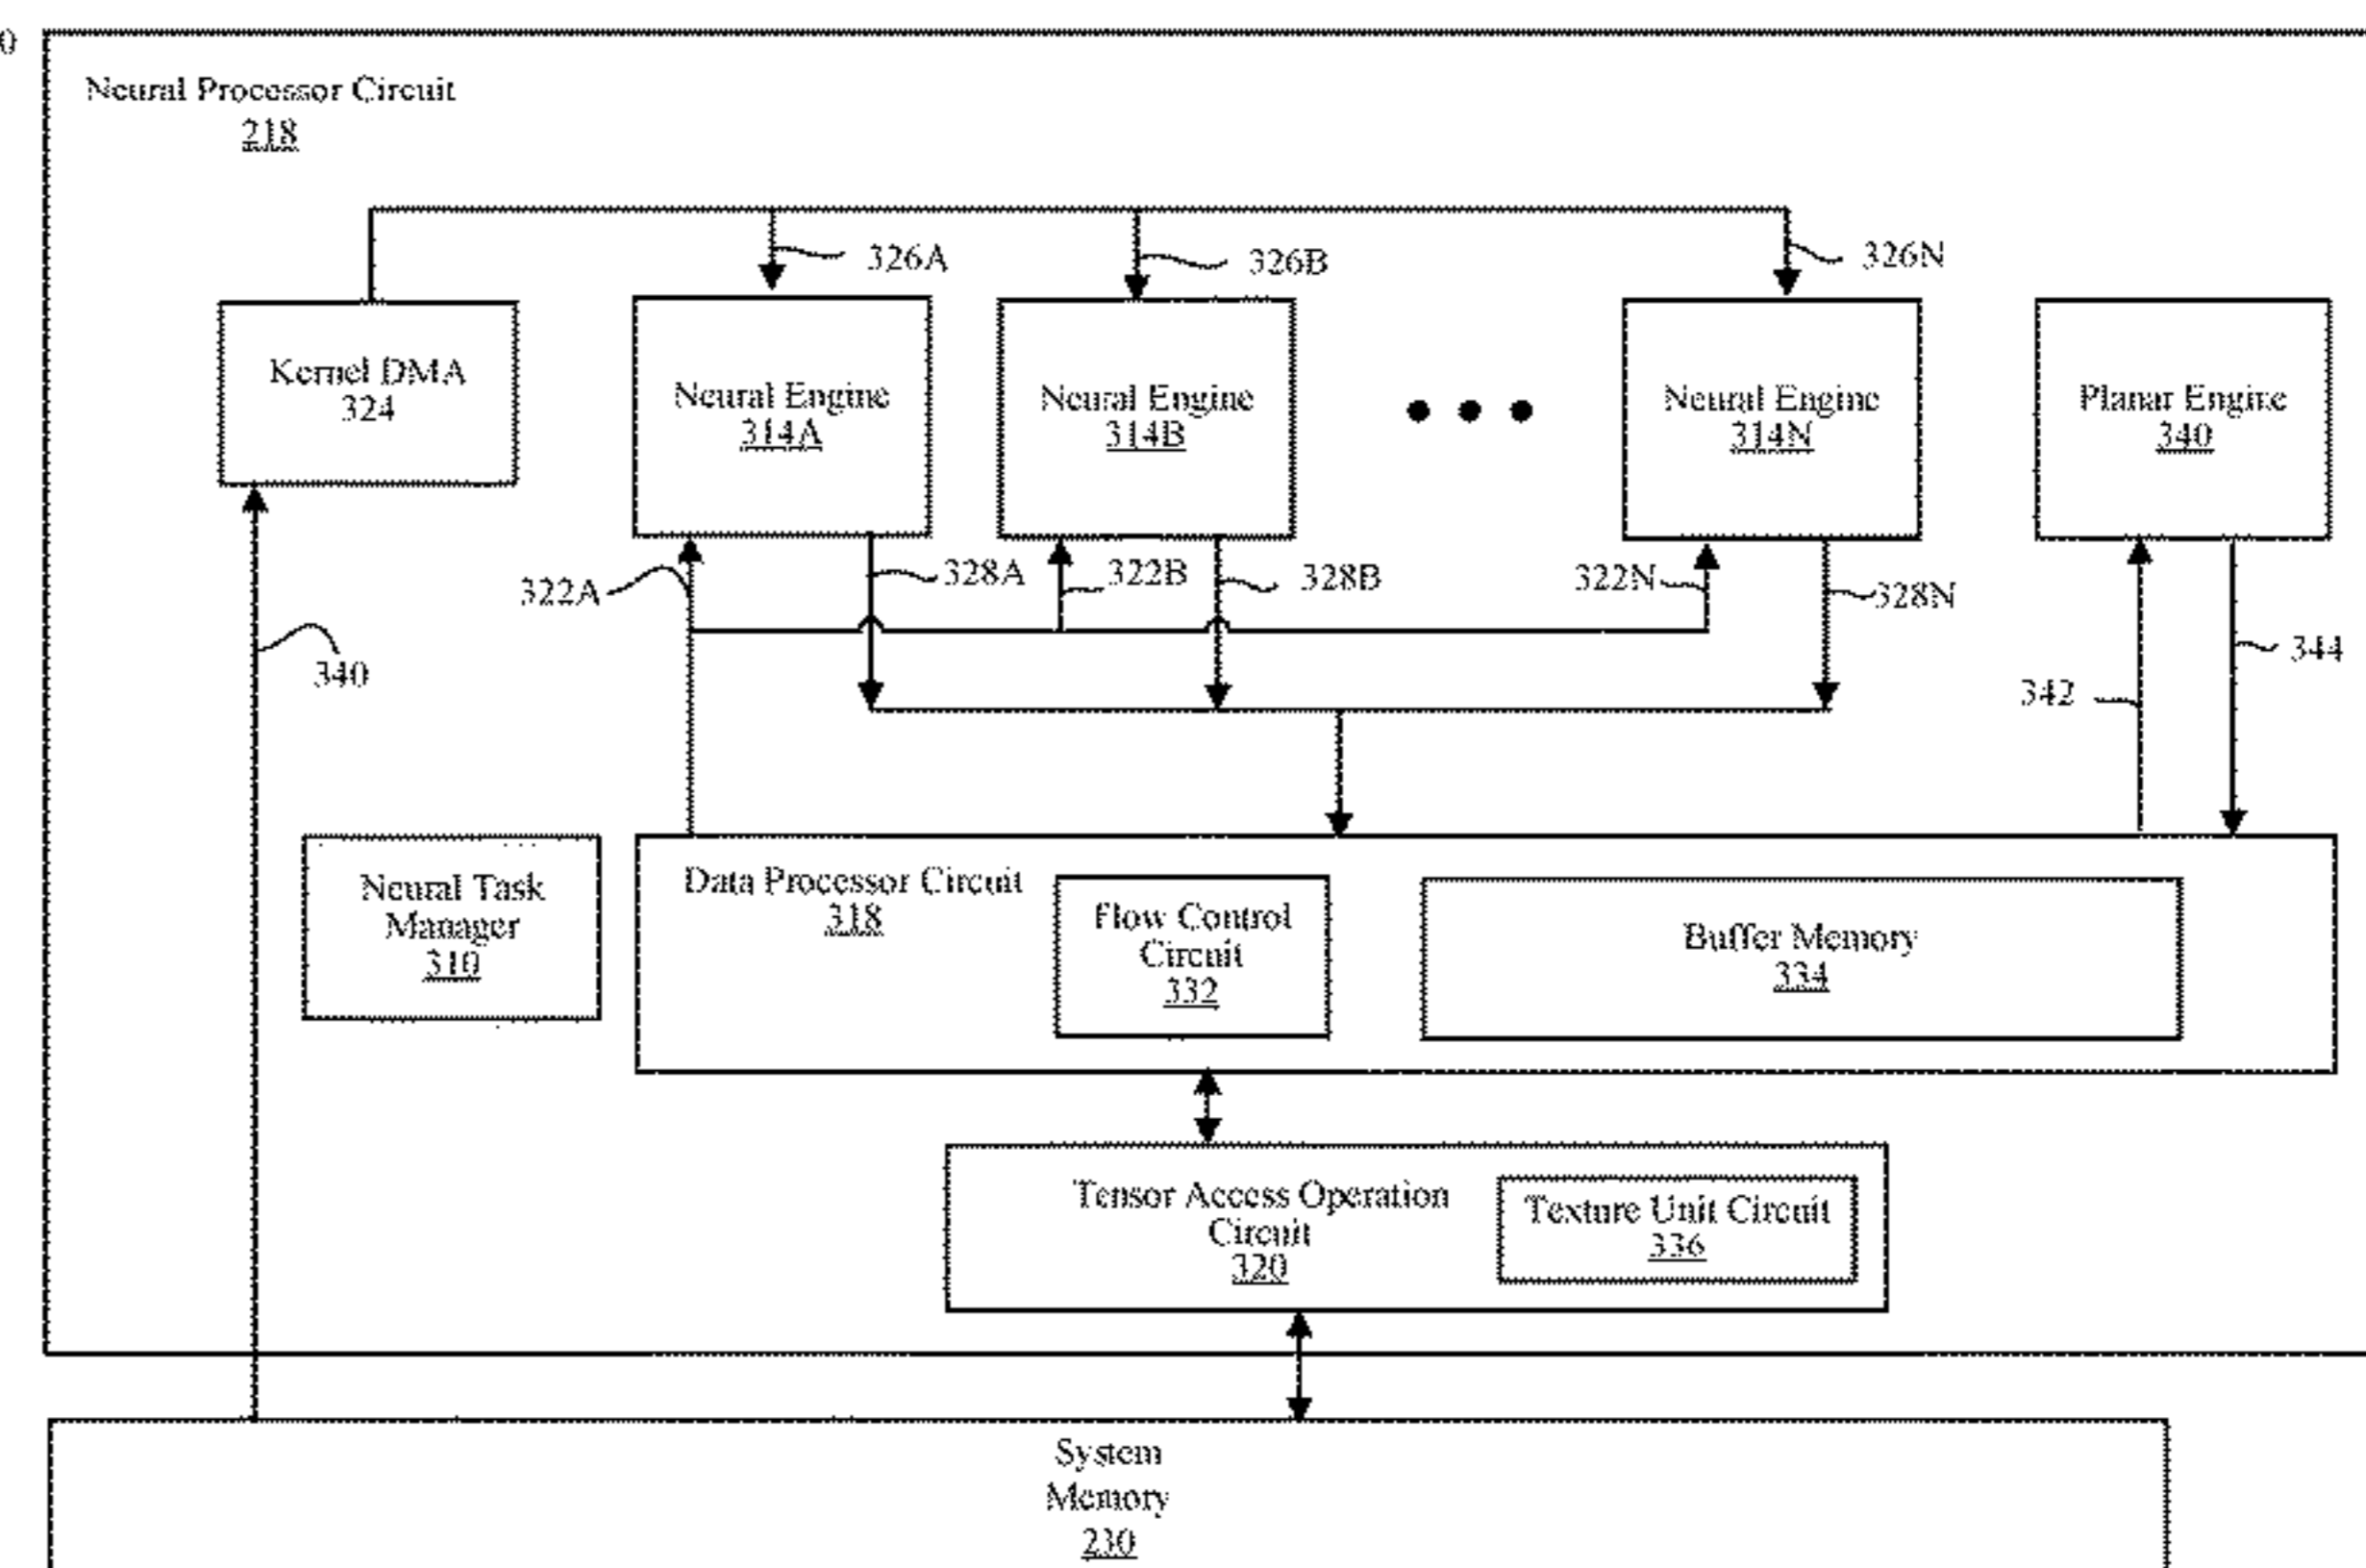 0
Neural Processor Circuit
218
326A
326B
326N
Kernel DMA
324
Neural Engine
314A
Neural Engine
314B
Neural Engine
314N
Planar Engine
340
322A
328A
322B
328B
322N
328N
340
342
344
Neural Task
Manager
310
Data Processor Circuit
318
Flow Control
Circuit
332
Buffer Memory
334
Tensor Access Operation
Circuit
320
Texture Unit Circuit
336
System
Memory
230